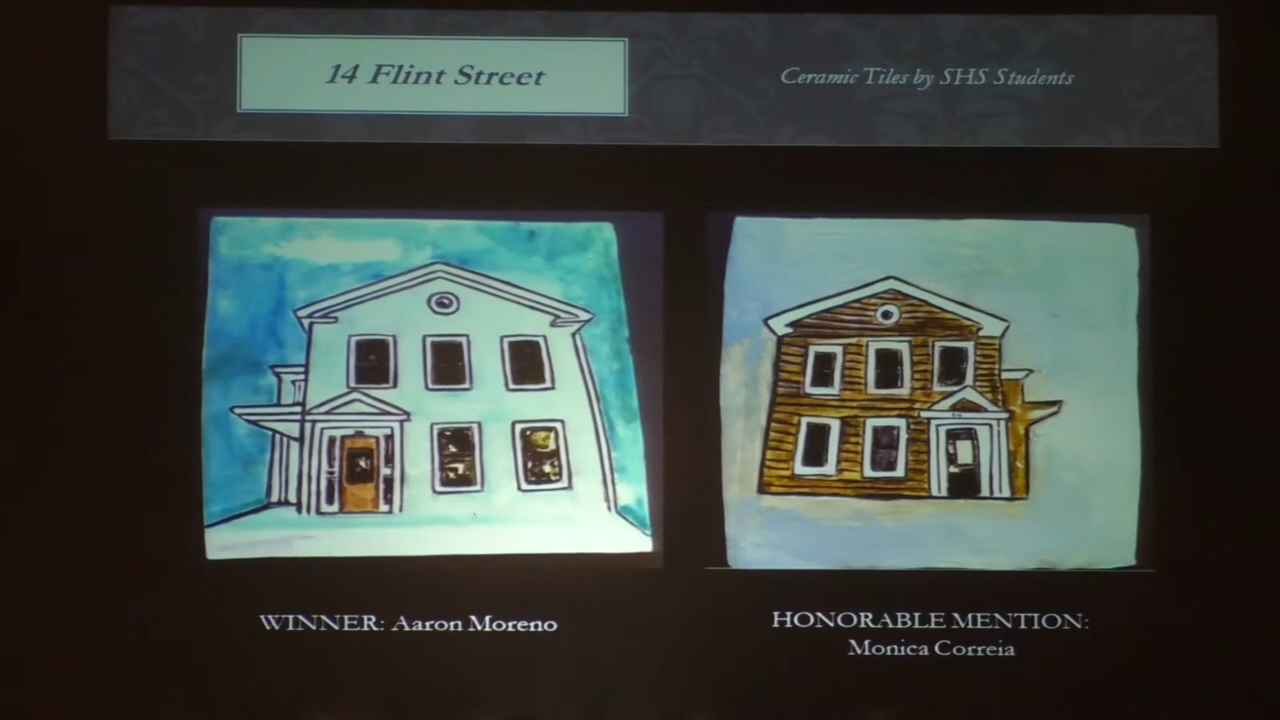 14 Flint Street
Ceramic Tiles by SHS Students
WINNER: Aaron Moreno
HONORABLE MENTION:
Monica Correia